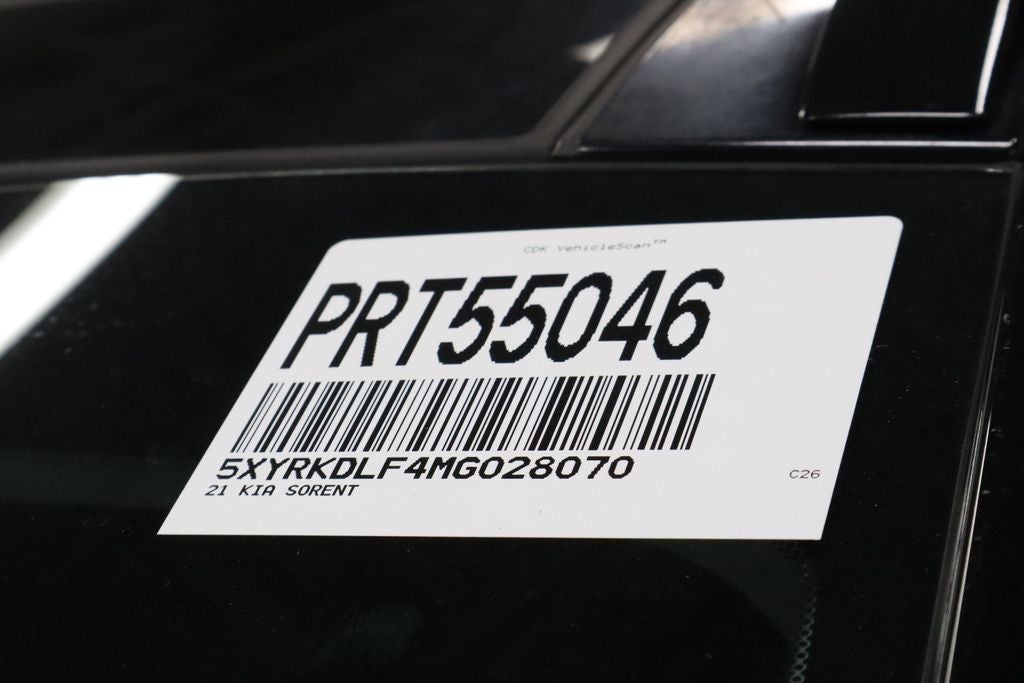 CDK VehicleScan™
PRT55046
5XYRKDLF4MG028070
21 KIA SORENT
C26